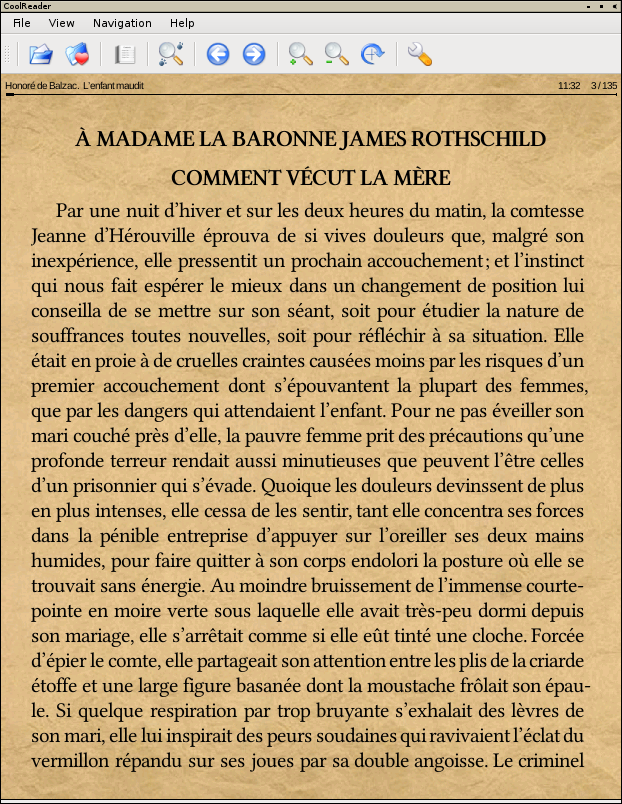 CoolReader
File View Navigation Help
Honoré de Balzac. L'enfant maudit 11:32 3 / 135
À MADAME LA BARONNE JAMES ROTHSCHILD
COMMENT VÉCUT LA MÈRE
Par une nuit d’hiver et sur les deux heures du matin, la comtesse
Jeanne d’Hérouville éprouva de si vives douleurs que, malgré son
inexpérience, elle pressentit un prochain accouchement; et l’instinct
qui nous fait espérer le mieux dans un changement de position lui
conseilla de se mettre sur son séant, soit pour étudier la nature de
souffrances toutes nouvelles, soit pour réfléchir à sa situation. Elle
était en proie à de cruelles craintes causées moins par les risques d’un
premier accouchement dont s’épouvantent la plupart des femmes,
que par les dangers qui attendaient l’enfant. Pour ne pas éveiller son
mari couché près d’elle, la pauvre femme prit des précautions qu’une
profonde terreur rendait aussi minutieuses que peuvent l’être celles
d’un prisonnier qui s’évade. Quoique les douleurs devinssent de plus
en plus intenses, elle cessa de les sentir, tant elle concentra ses forces
dans la pénible entreprise d’appuyer sur l’oreiller ses deux mains
humides, pour faire quitter à son corps endolori la posture où elle se
trouvait sans énergie. Au moindre bruissement de l’immense courte-
pointe en moire verte sous laquelle elle avait très-peu dormi depuis
son mariage, elle s’arrêtait comme si elle eût tinté une cloche. Forcée
d’épier le comte, elle partageait son attention entre les plis de la criarde
étoffe et une large figure basanée dont la moustache frôlait son épau-
le. Si quelque respiration par trop bruyante s’exhalait des lèvres de
son mari, elle lui inspirait des peurs soudaines qui ravivaient l’éclat du
vermillon répandu sur ses joues par sa double angoisse. Le criminel